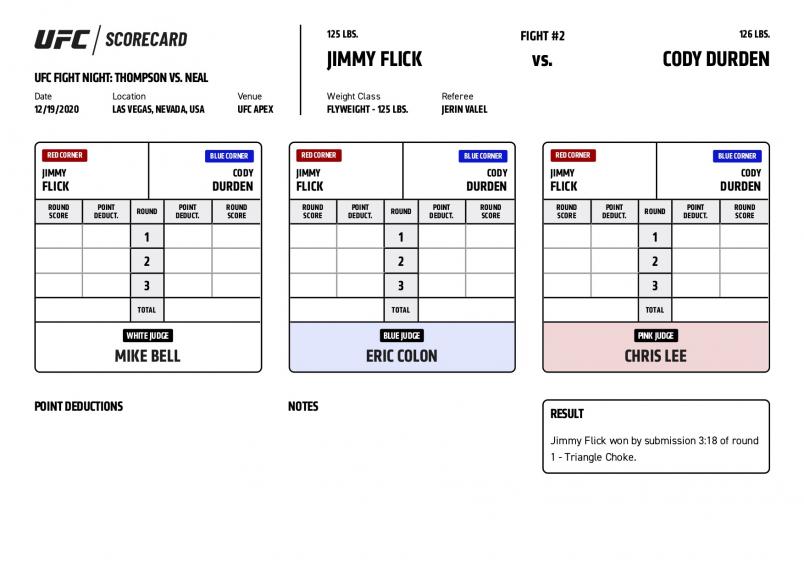 UFC / SCORECARD
UFC FIGHT NIGHT: THOMPSON VS. NEAL
Date Location Venue
12/19/2020 LAS VEGAS, NEVADA, USA UFC APEX
125 LBS. FIGHT #2 126 LBS.
JIMMY FLICK VS. CODY DURDEN
Weight Class Referee
FLYWEIGHT - 125 LBS. JERIN VALEL
RED CORNER BLUE CORNER
JIMMY CODY
FLICK DURDEN
ROUND SCORE POINT DEDUCT. ROUND POINT DEDUCT. ROUND SCORE
1
2
3
TOTAL
WHITE JUDGE
MIKE BELL
RED CORNER BLUE CORNER
JIMMY CODY
FLICK DURDEN
ROUND SCORE POINT DEDUCT. ROUND POINT DEDUCT. ROUND SCORE
1
2
3
TOTAL
BLUE JUDGE
ERIC COLON
RED CORNER BLUE CORNER
JIMMY CODY
FLICK DURDEN
ROUND SCORE POINT DEDUCT. ROUND POINT DEDUCT. ROUND SCORE
1
2
3
TOTAL
PINK JUDGE
CHRIS LEE
POINT DEDUCTIONS
NOTES
RESULT
Jimmy Flick won by submission 3:18 of round
1 - Triangle Choke.